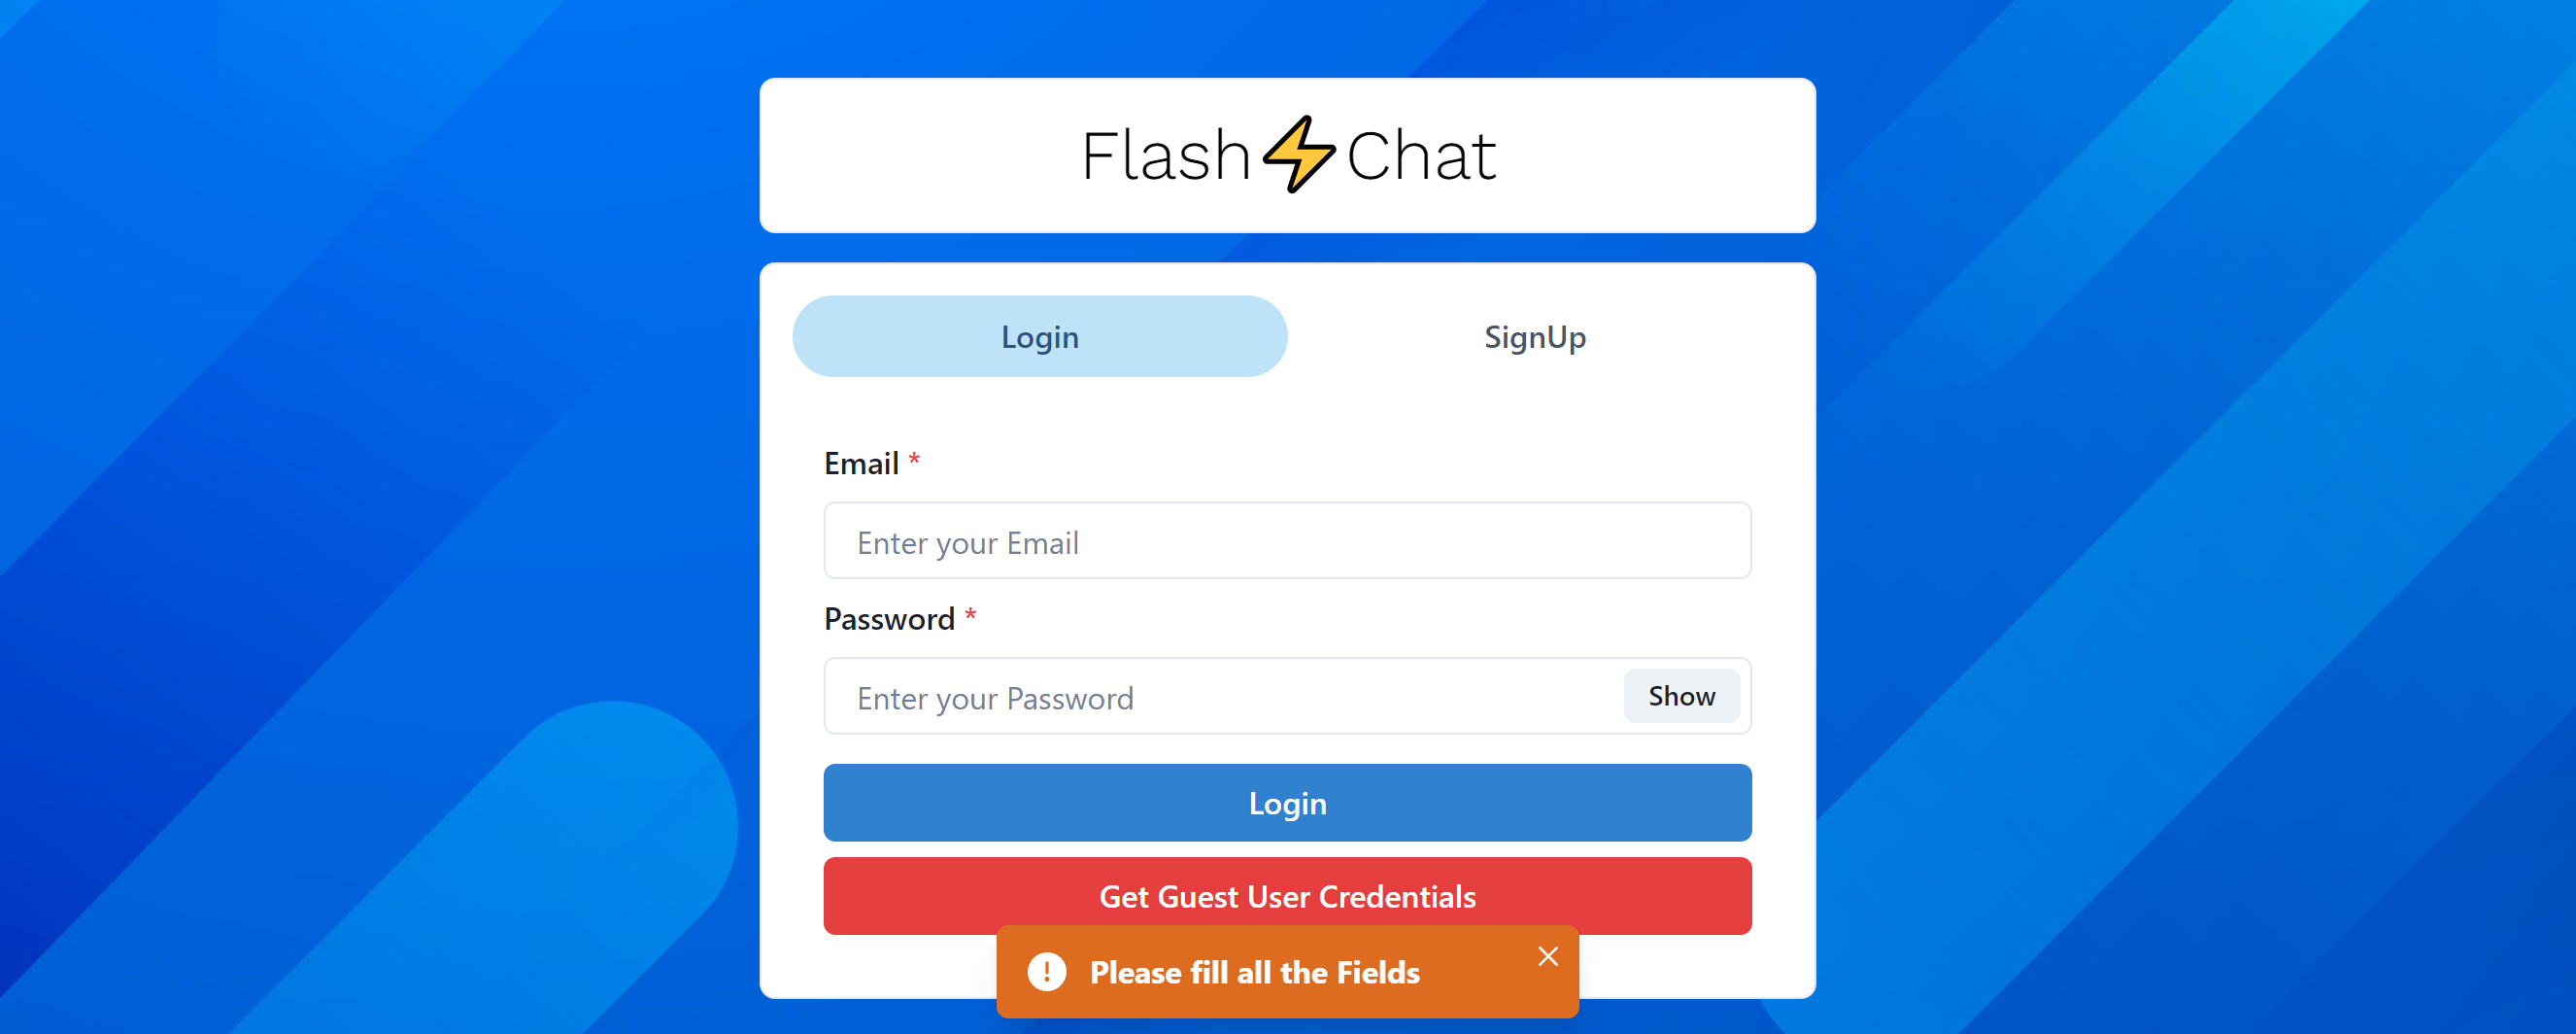 Flash⚡Chat
Login
SignUp
Email *
Enter your Email
Password *
Enter your Password
Show
Login
Get Guest User Credentials
Please fill all the Fields